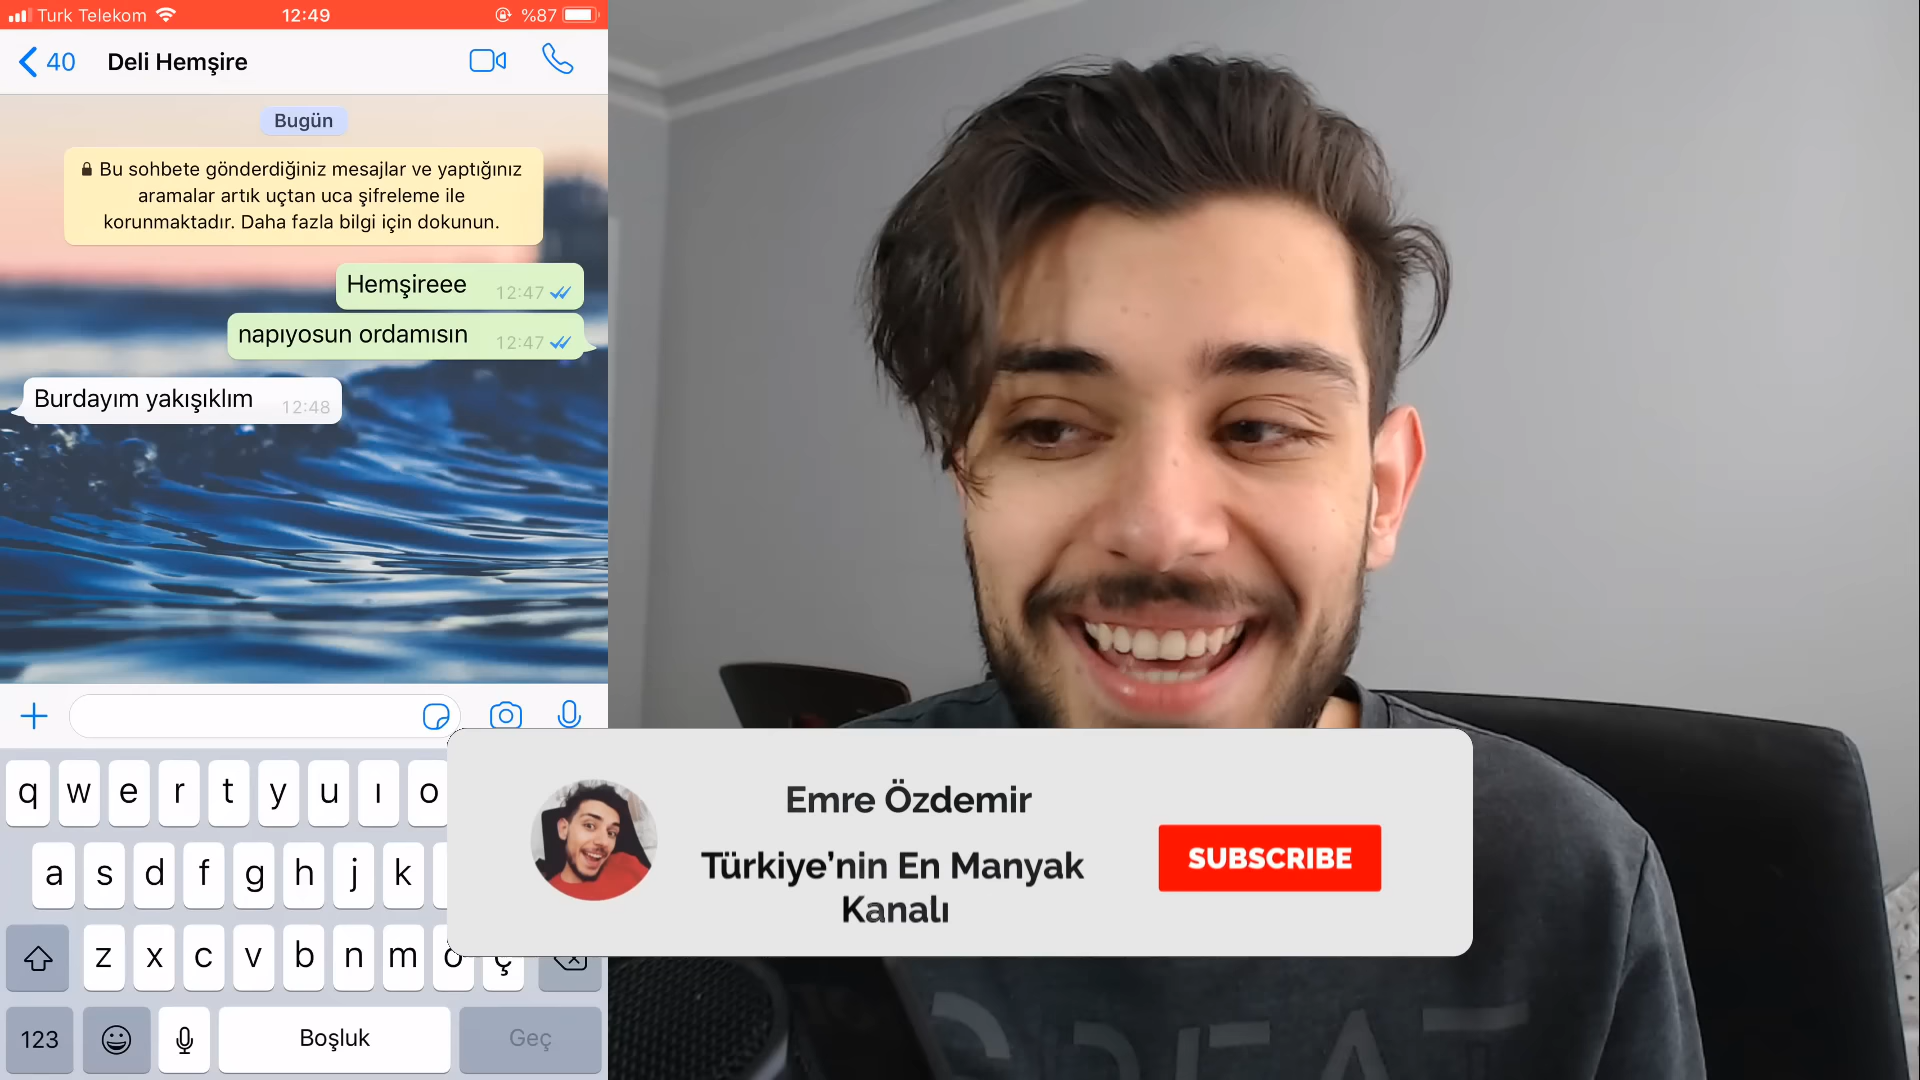 Turk Telekom
12:49
%87
40
Deli Hemşire
Bugün
Bu sohbete gönderdiğiniz mesajlar ve yaptığınız
aramalar artık uçtan uca şifreleme ile
korunmaktadır. Daha fazla bilgi için dokunun.
Hemşireee 12:47
napıyosun ordamısın 12:47
Burdayım yakışıklım 12:48
q w e r t y u ı o
a s d f g h j k
z x c v b n m ö ç
123
Boşluk
Geç
Emre Özdemir
Türkiye’nin En Manyak
Kanalı
SUBSCRIBE